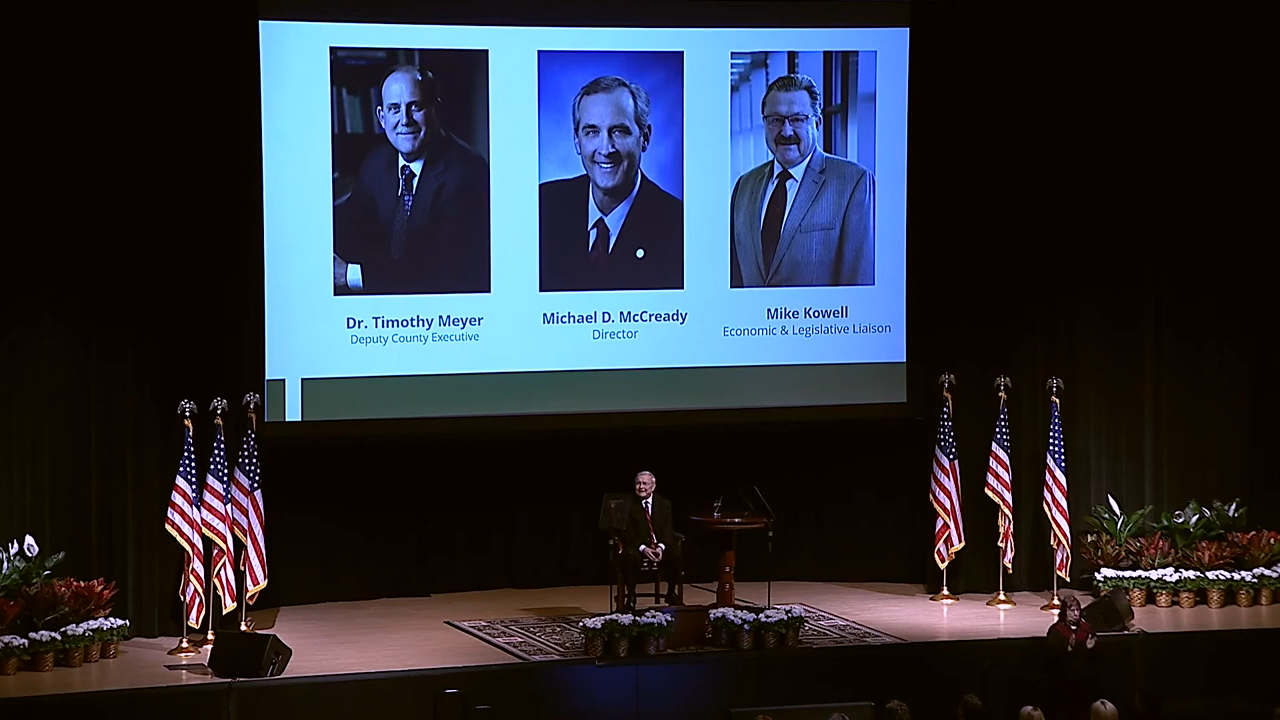 Dr. Timothy Meyer
Deputy County Executive
Michael D. McCready
Director
Mike Kowell
Economic & Legislative Liaison